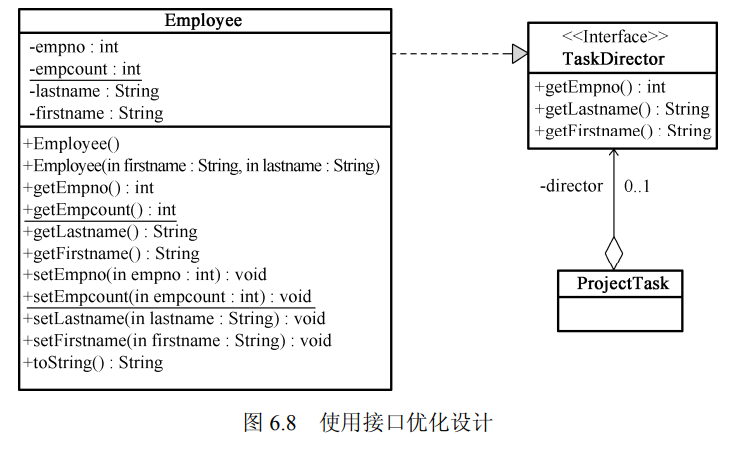 Employee
-empno : int
-empcount : int
-lastname : String
-firstname : String
+Employee()
+Employee(in firstname : String, in lastname : String)
+getEmpno() : int
+getEmpcount() : int
+getLastname() : String
+getFirstname() : String
+setEmpno(in empno : int) : void
+setEmpcount(in empcount : int) : void
+setLastname(in lastname : String) : void
+setFirstname(in firstname : String) : void
+toString() : String
<<Interface>>
TaskDirector
+getEmpno() : int
+getLastname() : String
+getFirstname() : String
-director 0..1
ProjectTask
图 6.8 使用接口优化设计